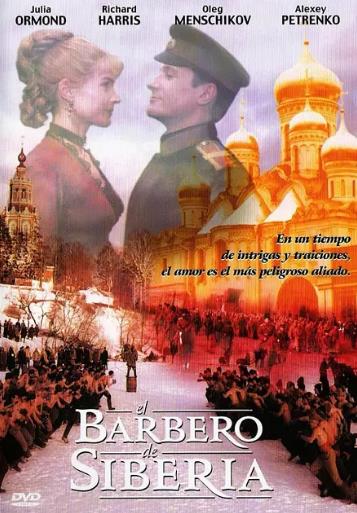 Julia Richard Oleg Alexey
ORMOND HARRIS MENSCHIKOV PETRENKO
En un tiempo
de intrigas y traiciones,
el amor es el más peligroso aliado.
el
BARBERO
de
SIBERIA
DVD